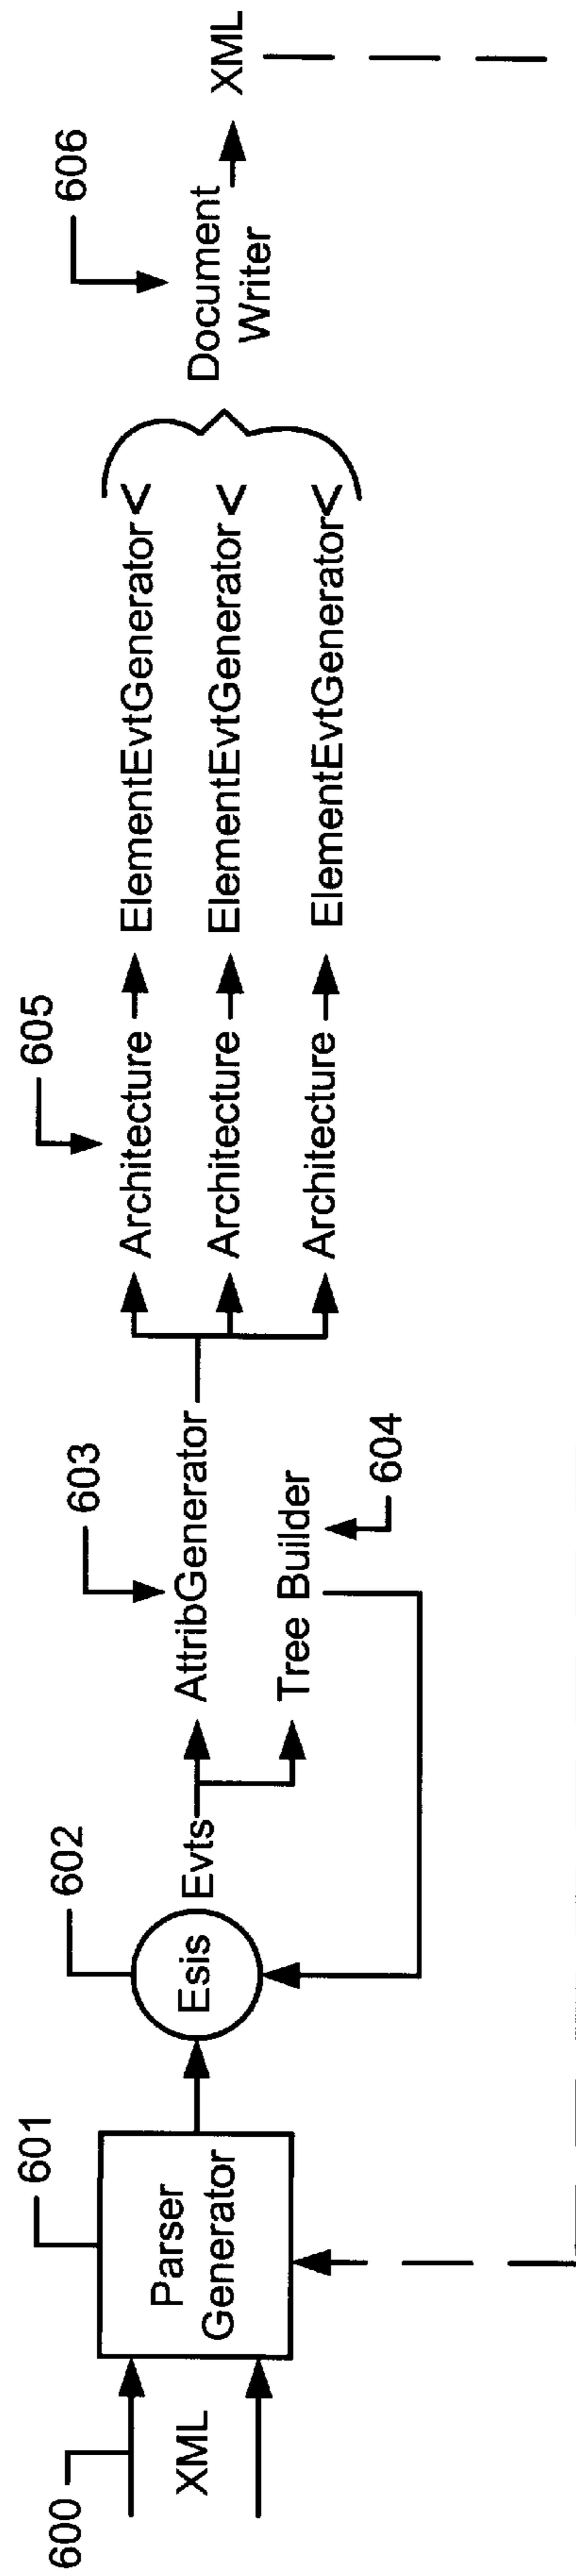 600
XML
601
Parser
Generator
602
Esis
Evts
603
AttribGenerator
Tree Builder
604
605
Architecture
Architecture
Architecture
ElementEvtGenerator<
ElementEvtGenerator<
ElementEvtGenerator<
606
Document
Writer
XML